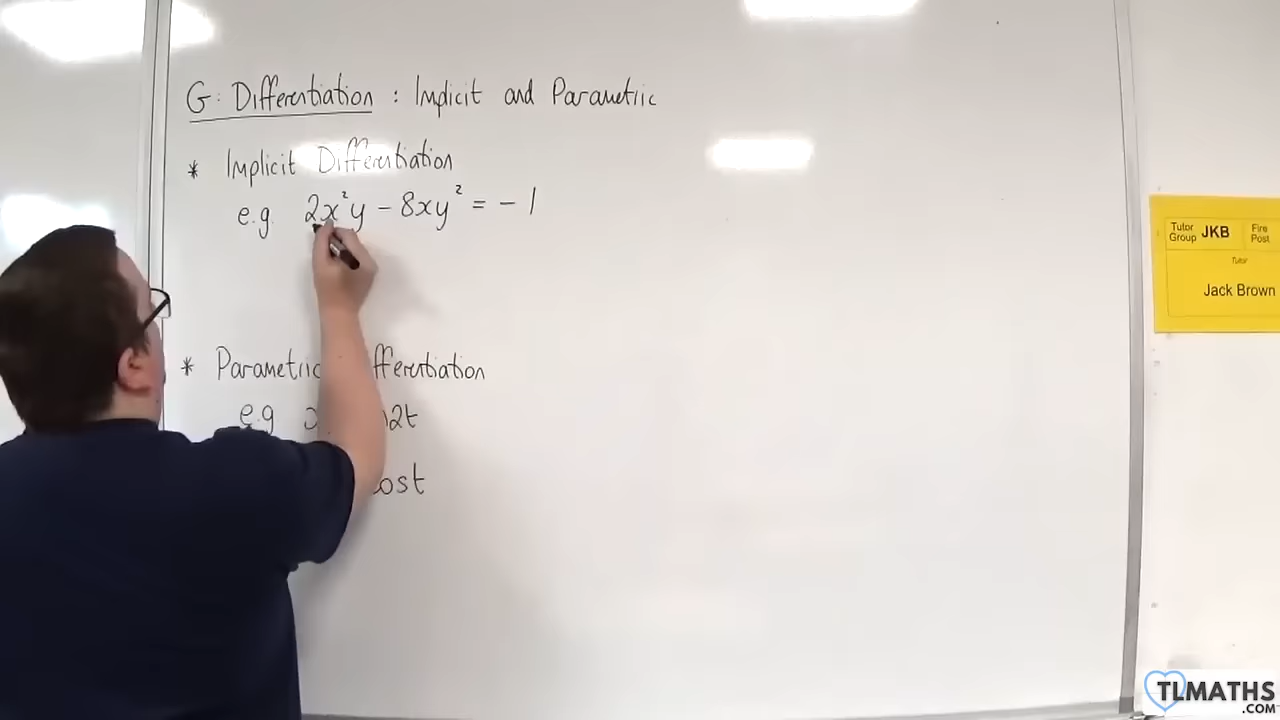 G: Differentiation : Implicit and Parametric
* Implicit Differentiation
e.g. 2x²y - 8xy² = -1
* Parametric
e.g 2t
cost
Tutor Group JKB Fire Post
Tutor
Jack Brown
TLMATHS
.COM